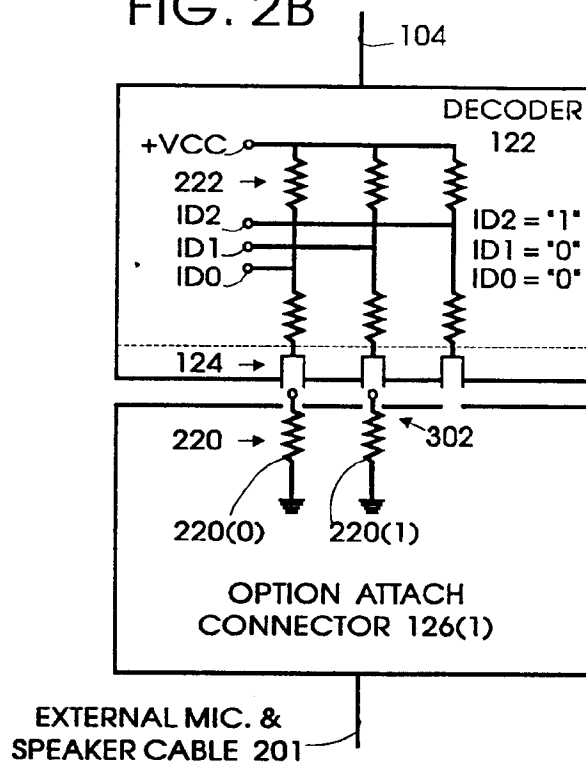 FIG. 2B
104
DECODER
122
+VCC
222
ID2
ID2 = "1"
ID1
ID1 = "0"
ID0
ID0 = "0"
124
220
302
220(0)
220(1)
OPTION ATTACH
CONNECTOR 126(1)
EXTERNAL MIC. &
SPEAKER CABLE 201